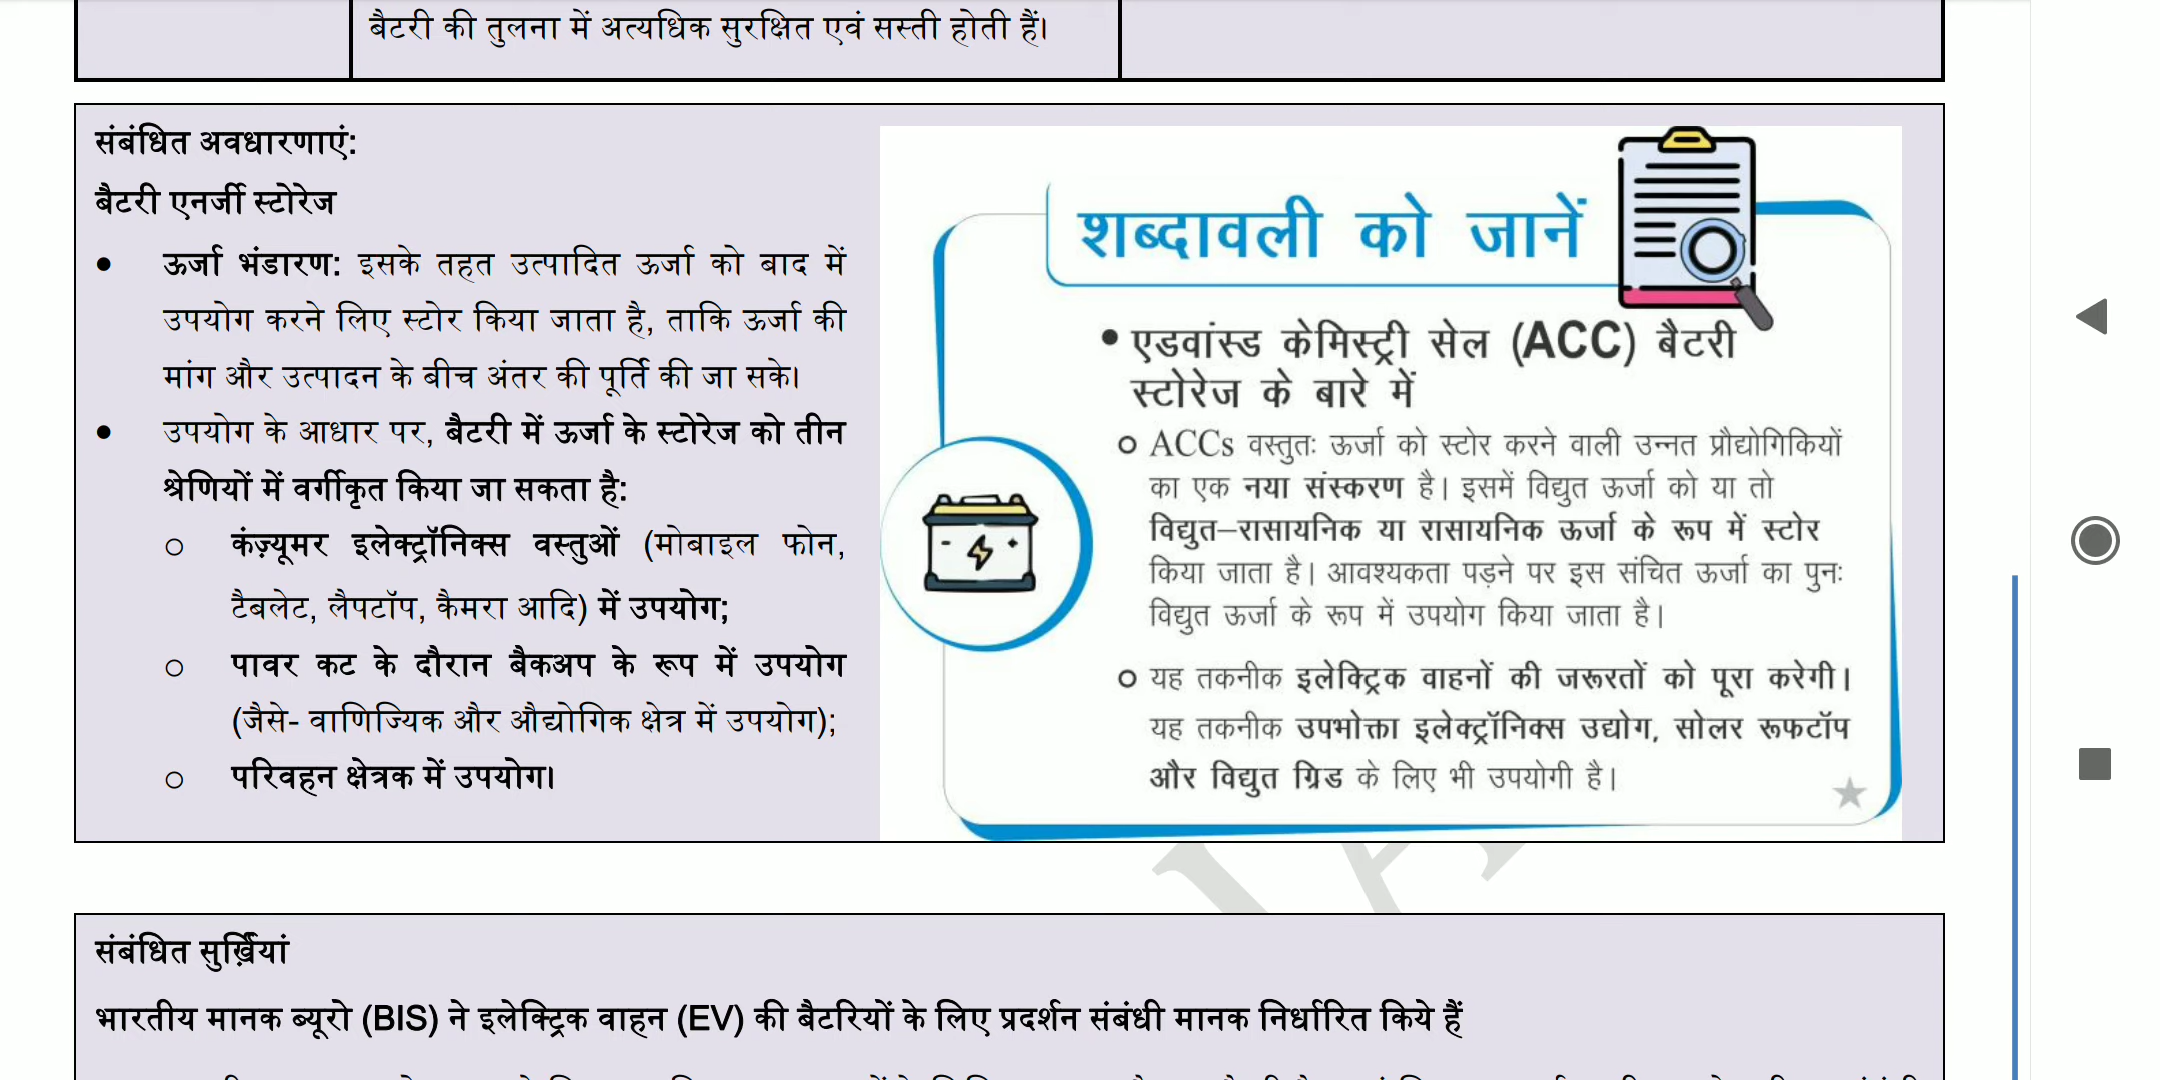 बैटरी की तुलना में अत्यधिक सुरक्षित एवं सस्ती होती हैं।
संबंधित अवधारणाएं:
बैटरी एनर्जी स्टोरेज
● ऊर्जा भंडारण: इसके तहत उत्पादित ऊर्जा को बाद में
उपयोग करने लिए स्टोर किया जाता है, ताकि ऊर्जा की
मांग और उत्पादन के बीच अंतर की पूर्ति की जा सके।
● उपयोग के आधार पर, बैटरी में ऊर्जा के स्टोरेज को तीन
श्रेणियों में वर्गीकृत किया जा सकता है:
○ कंज़्यूमर इलेक्ट्रॉनिक्स वस्तुओं (मोबाइल फोन,
टैबलेट, लैपटॉप, कैमरा आदि) में उपयोग;
○ पावर कट के दौरान बैकअप के रूप में उपयोग
(जैसे- वाणिज्यिक और औद्योगिक क्षेत्र में उपयोग);
○ परिवहन क्षेत्रक में उपयोग।
शब्दावली को जानें
• एडवांस्ड केमिस्ट्री सेल (ACC) बैटरी
स्टोरेज के बारे में
○ ACCs वस्तुतः ऊर्जा को स्टोर करने वाली उन्नत प्रौद्योगिकियों
का एक नया संस्करण है। इसमें विद्युत ऊर्जा को या तो
विद्युत–रासायनिक या रासायनिक ऊर्जा के रूप में स्टोर
किया जाता है। आवश्यकता पड़ने पर इस संचित ऊर्जा का पुनः
विद्युत ऊर्जा के रूप में उपयोग किया जाता है।
○ यह तकनीक इलेक्ट्रिक वाहनों की जरूरतों को पूरा करेगी।
यह तकनीक उपभोक्ता इलेक्ट्रॉनिक्स उद्योग, सोलर रूफटॉप
और विद्युत ग्रिड के लिए भी उपयोगी है।
संबंधित सुर्ख़ियां
भारतीय मानक ब्यूरो (BIS) ने इलेक्ट्रिक वाहन (EV) की बैटरियों के लिए प्रदर्शन संबंधी मानक निर्धारित किये हैं